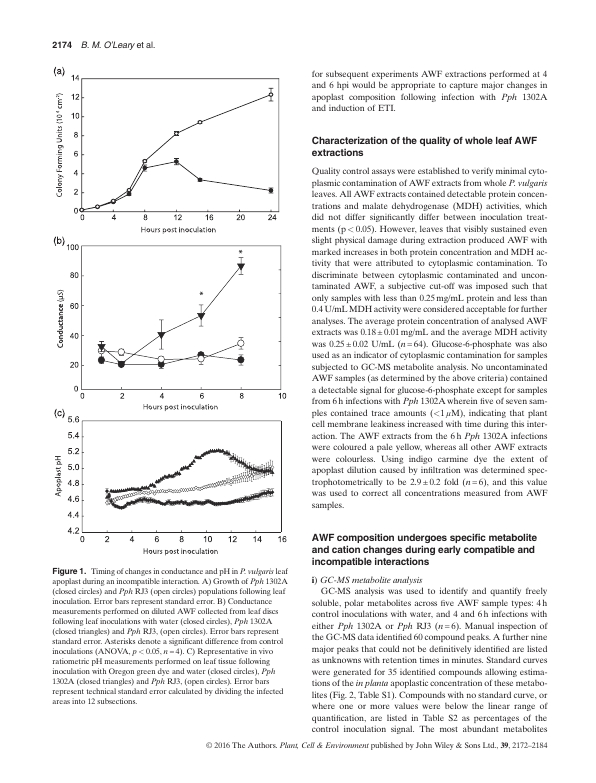 2174 B. M. O'Leary et al.
(a)
14
12
10
8
6
4
2
0
Colony Forming Units (10⁻⁶ cm⁻²)
0 4 8 12 16 20 24
Hours post inoculation
(b)
100
80
60
40
20
0
Conductance (µS)
* *
0 2 4 6 8 10
Hours post inoculation
(c)
5.6
5.4
5.2
5.0
4.8
4.6
4.4
4.2
Apoplast pH
0 2 4 6 8 10 12 14 16
Hours post inoculation
Figure 1. Timing of changes in conductance and pH in P. vulgaris leaf
apoplast during an incompatible interaction. A) Growth of Pph 1302A
(closed circles) and Pph RJ3 (open circles) populations following leaf
inoculation. Error bars represent standard error. B) Conductance
measurements performed on diluted AWF collected from leaf discs
following leaf inoculations with water (closed circles), Pph 1302A
(closed triangles) and Pph RJ3, (open circles). Error bars represent
standard error. Asterisks denote a significant difference from control
inoculations (ANOVA, p < 0.05, n = 4). C) Representative in vivo
ratiometric pH measurements performed on leaf tissue following
inoculation with Oregon green dye and water (closed circles), Pph
1302A (closed triangles) and Pph RJ3, (open circles). Error bars
represent technical standard error calculated by dividing the infected
areas into 12 subsections.
for subsequent experiments AWF extractions performed at 4
and 6 hpi would be appropriate to capture major changes in
apoplast composition following infection with Pph 1302A
and induction of ETI.
Characterization of the quality of whole leaf AWF
extractions
Quality control assays were established to verify minimal cyto-
plasmic contamination of AWF extracts from whole P. vulgaris
leaves. All AWF extracts contained detectable protein concen-
trations and malate dehydrogenase (MDH) activities, which
did not differ significantly differ between inoculation treat-
ments (p < 0.05). However, leaves that visibly sustained even
slight physical damage during extraction produced AWF with
marked increases in both protein concentration and MDH ac-
tivity that were attributed to cytoplasmic contamination. To
discriminate between cytoplasmic contaminated and uncon-
taminated AWF, a subjective cut-off was imposed such that
only samples with less than 0.25 mg/mL protein and less than
0.4 U/mL MDH activity were considered acceptable for further
analyses. The average protein concentration of analysed AWF
extracts was 0.18 ± 0.01 mg/mL and the average MDH activity
was 0.25 ± 0.02 U/mL (n = 64). Glucose-6-phosphate was also
used as an indicator of cytoplasmic contamination for samples
subjected to GC-MS metabolite analysis. No uncontaminated
AWF samples (as determined by the above criteria) contained
a detectable signal for glucose-6-phosphate except for samples
from 6 h infections with Pph 1302A wherein five of seven sam-
ples contained trace amounts (<1 µM), indicating that plant
cell membrane leakiness increased with time during this inter-
action. The AWF extracts from the 6 h Pph 1302A infections
were coloured a pale yellow, whereas all other AWF extracts
were colourless. Using indigo carmine dye the extent of
apoplast dilution caused by infiltration was determined spec-
trophotometrically to be 2.9 ± 0.2 fold (n = 6), and this value
was used to correct all concentrations measured from AWF
samples.
AWF composition undergoes specific metabolite
and cation changes during early compatible and
incompatible interactions
i) GC-MS metabolite analysis
GC-MS analysis was used to identify and quantify freely
soluble, polar metabolites across five AWF sample types: 4 h
control inoculations with water, and 4 and 6 h infections with
either Pph 1302A or Pph RJ3 (n = 6). Manual inspection of
the GC-MS data identified 60 compound peaks. A further nine
major peaks that could not be definitively identified are listed
as unknowns with retention times in minutes. Standard curves
were generated for 35 identified compounds allowing estima-
tions of the in planta apoplastic concentration of these metabo-
lites (Fig. 2, Table S1). Compounds with no standard curve, or
where one or more values were below the linear range of
quantification, are listed in Table S2 as percentages of the
control inoculation signal. The most abundant metabolites
© 2016 The Authors. Plant, Cell & Environment published by John Wiley & Sons Ltd., 39, 2172–2184